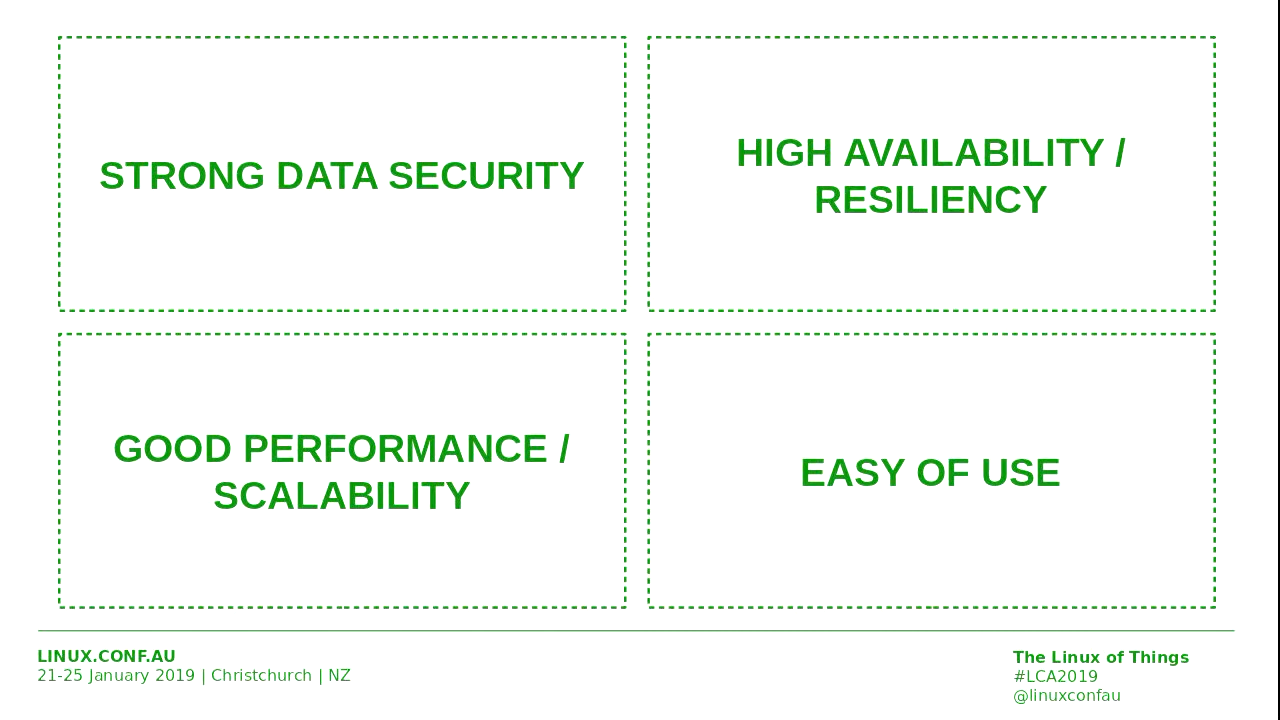 STRONG DATA SECURITY
HIGH AVAILABILITY /
RESILIENCY
GOOD PERFORMANCE /
SCALABILITY
EASY OF USE
LINUX.CONF.AU
21-25 January 2019 | Christchurch | NZ
The Linux of Things
#LCA2019
@linuxconfau